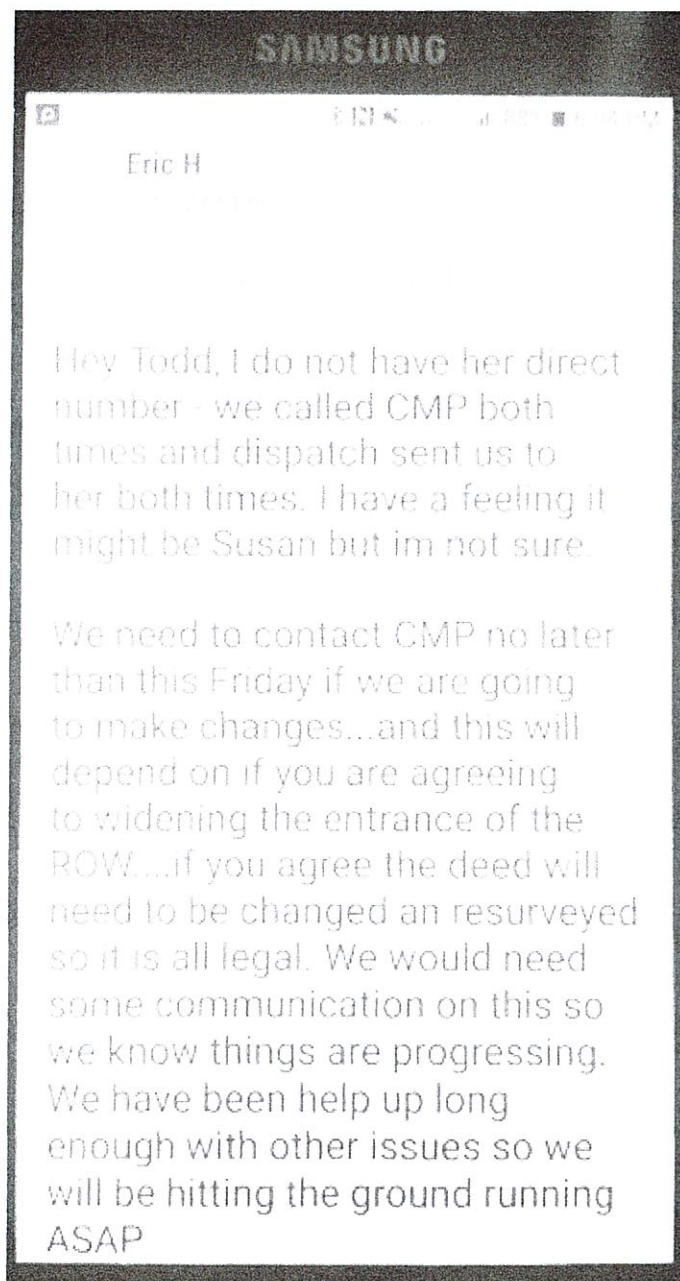 SAMSUNG
Eric H
Hey Todd, I do not have her direct
number - we called CMP both
times and dispatch sent us to
her both times. I have a feeling it
might be Susan but im not sure.
We need to contact CMP no later
than this Friday if we are going
to make changes...and this will
depend on if you are agreeing
to widening the entrance of the
ROW....if you agree the deed will
need to be changed an resurveyed
so it is all legal. We would need
some communication on this so
we know things are progressing.
We have been help up long
enough with other issues so we
will be hitting the ground running
ASAP